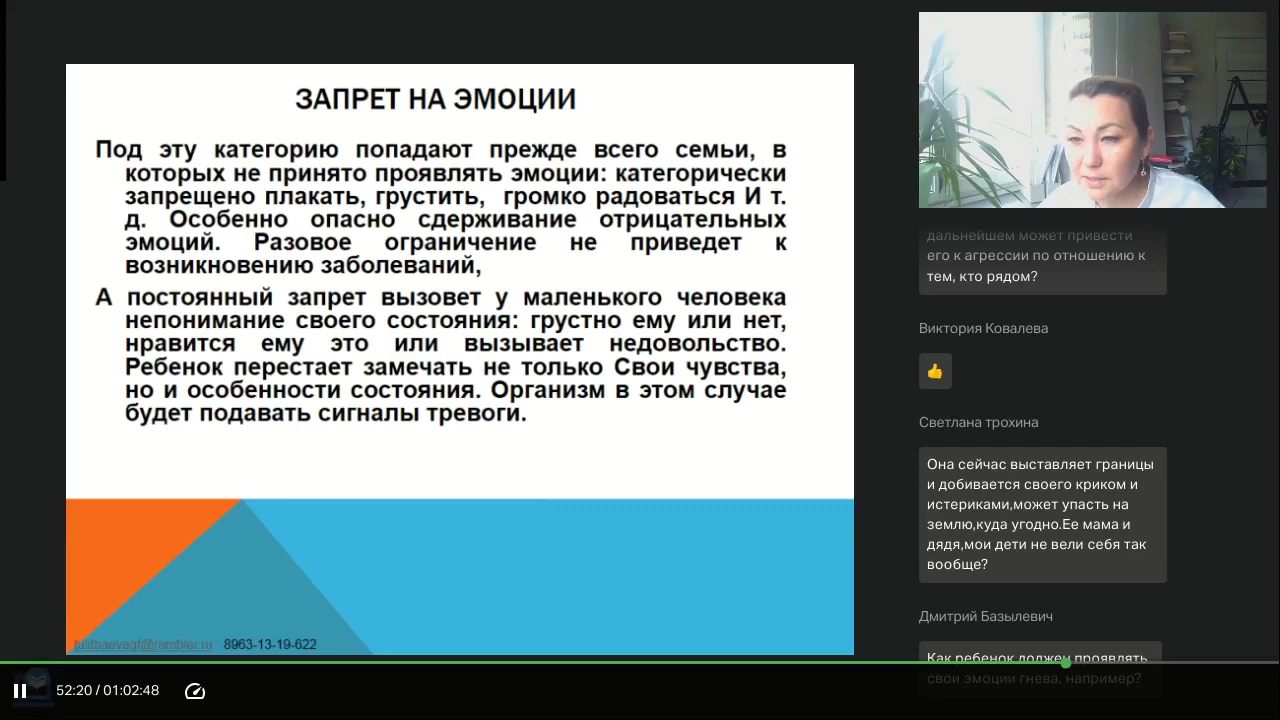 ЗАПРЕТ НА ЭМОЦИИ
Под эту категорию попадают прежде всего семьи, в
которых не принято проявлять эмоции: категорически
запрещено плакать, грустить, громко радоваться И т.
д. Особенно опасно сдерживание отрицательных
эмоций. Разовое ограничение не приведет к
возникновению заболеваний,
А постоянный запрет вызовет у маленького человека
непонимание своего состояния: грустно ему или нет,
нравится ему это или вызывает недовольство.
Ребенок перестает замечать не только Свои чувства,
но и особенности состояния. Организм в этом случае
будет подавать сигналы тревоги.
8963-13-19-622
дальнейшем может привести
его к агрессии по отношению к
тем, кто рядом?
Виктория Ковалева
👍
Светлана трохина
Она сейчас выставляет границы
и добивается своего криком и
истериками,может упасть на
землю,куда угодно.Ее мама и
дядя,мои дети не вели себя так
вообще?
Дмитрий Базылевич
Как ребенок должен проявлять
свои эмоции гнева, например?
52:20 / 01:02:48